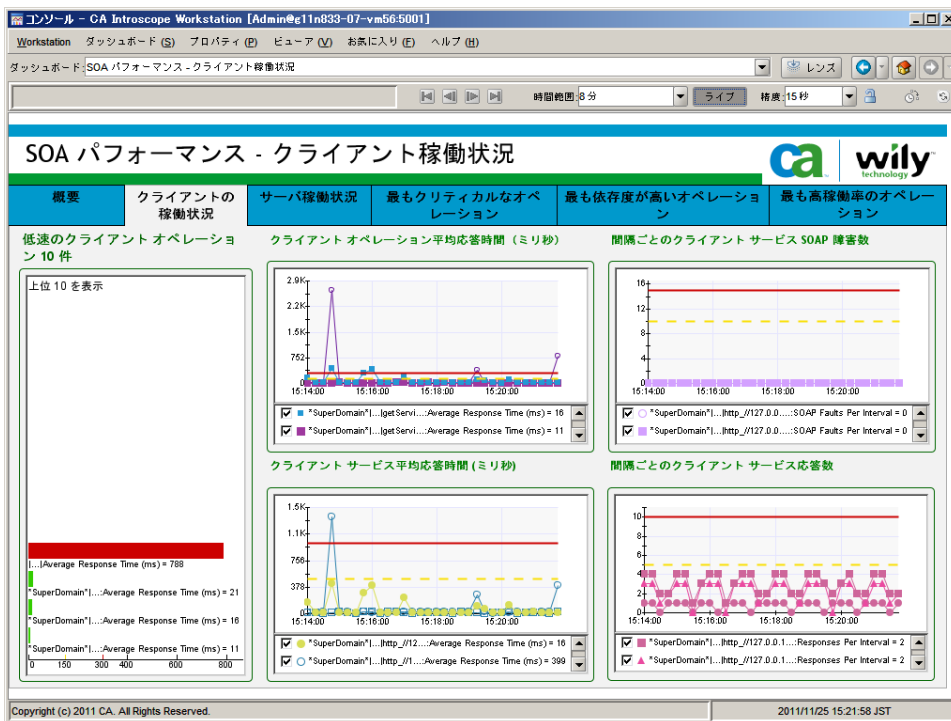 コンソール - CA Introscope Workstation [Admin@g11n833-07-vm56:5001]
Workstation ダッシュボード (S) プロパティ (P) ビューア (V) お気に入り (F) ヘルプ (H)
ダッシュボード: SOA パフォーマンス - クライアント稼働状況 レンズ
時間範囲: 8 分 ライブ 精度: 15 秒
SOA パフォーマンス - クライアント稼働状況
ca wily technology
概要
クライアントの
稼働状況
サーバ稼働状況
最もクリティカルなオペ
レーション
最も依存度が高いオペレーショ
ン
最も高稼働率のオペレー
ション
低速のクライアント オペレーショ
ン 10 件
上位 10 を表示
|...|Average Response Time (ms) = 788
*SuperDomain*|...:Average Response Time (ms) = 21
*SuperDomain*|...:Average Response Time (ms) = 16
*SuperDomain*|...:Average Response Time (ms) = 11
0 150 300 400 600 800
クライアント オペレーション平均応答時間 (ミリ秒)
2.9K
2.2K
1.5K
752
0
15:14:00 15:16:00 15:18:00 15:20:00
*SuperDomain*|...|getServi...:Average Response Time (ms) = 16
*SuperDomain*|...|getServi...:Average Response Time (ms) = 11
間隔ごとのクライアント サービス SOAP 障害数
16
12
8
4
0
15:14:00 15:16:00 15:18:00 15:20:00
*SuperDomain*|...|http_//127.0.0....:SOAP Faults Per Interval = 0
*SuperDomain*|...|http_//127.0.0....:SOAP Faults Per Interval = 0
クライアント サービス平均応答時間 (ミリ秒)
1.5K
1.1K
756
378
0
15:14:00 15:16:00 15:18:00 15:20:00
*SuperDomain*|...|http_//12...:Average Response Time (ms) = 16
*SuperDomain*|...|http_//1...:Average Response Time (ms) = 399
間隔ごとのクライアント サービス応答数
10
8
6
4
2
0
15:14:00 15:16:00 15:18:00 15:20:00
*SuperDomain*|...|http_//127.0.0.1...:Responses Per Interval = 2
*SuperDomain*|...|http_//127.0.0.1...:Responses Per Interval = 2
Copyright (c) 2011 CA. All Rights Reserved.
2011/11/25 15:21:58 JST